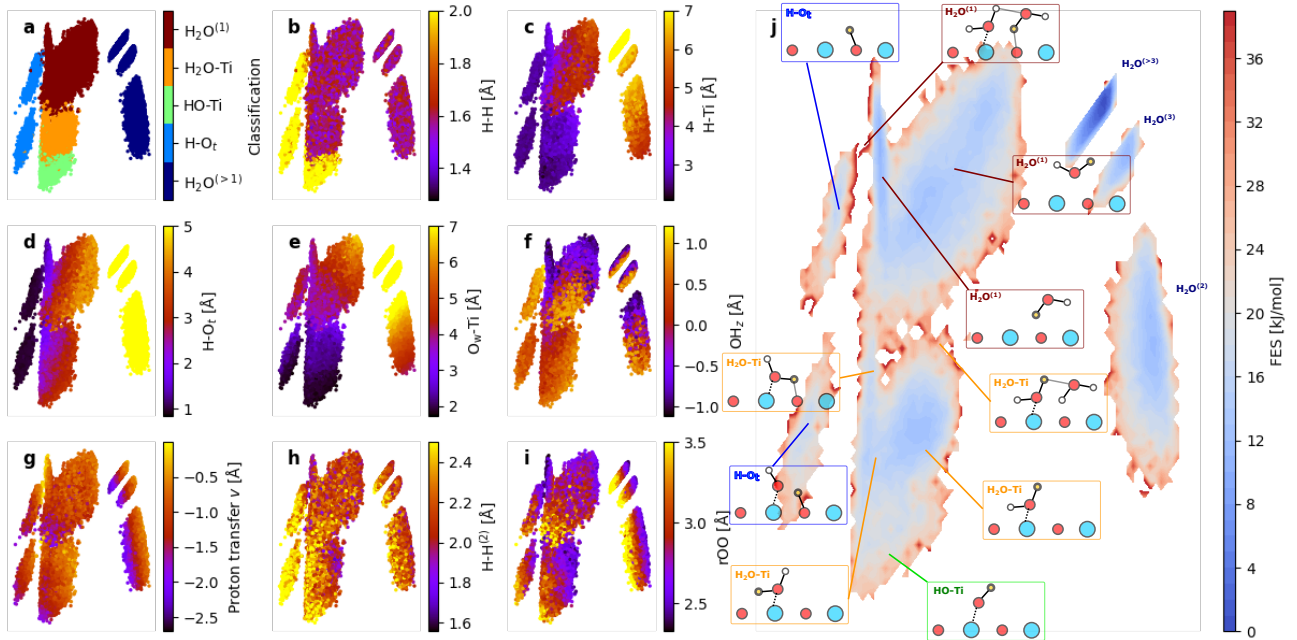 a
H₂O⁽¹⁾
H₂O-Ti
HO-Ti
H-Oₜ
H₂O⁽>¹⁾
Classification
b
2.0
1.8
1.6
1.4
H-H [Å]
c
7
6
5
4
3
H-Ti [Å]
d
5
4
3
2
1
H-Oₜ [Å]
e
7
6
5
4
3
2
O_w-Ti [Å]
f
1.0
0.5
0.0
−0.5
−1.0
OH_z [Å]
g
−0.5
−1.0
−1.5
−2.0
−2.5
Proton transfer v [Å]
h
2.4
2.2
2.0
1.8
1.6
H-H⁽²⁾ [Å]
i
3.5
3.0
2.5
rOO [Å]
j
H-Oₜ
H₂O⁽¹⁾
H₂O⁽>³⁾
H₂O⁽³⁾
H₂O⁽¹⁾
H₂O⁽²⁾
H₂O⁽¹⁾
H₂O-Ti
H₂O-Ti
H-Oₜ
H₂O-Ti
H₂O-Ti
HO-Ti
36
32
28
24
20
16
12
8
4
0
FES [kJ/mol]